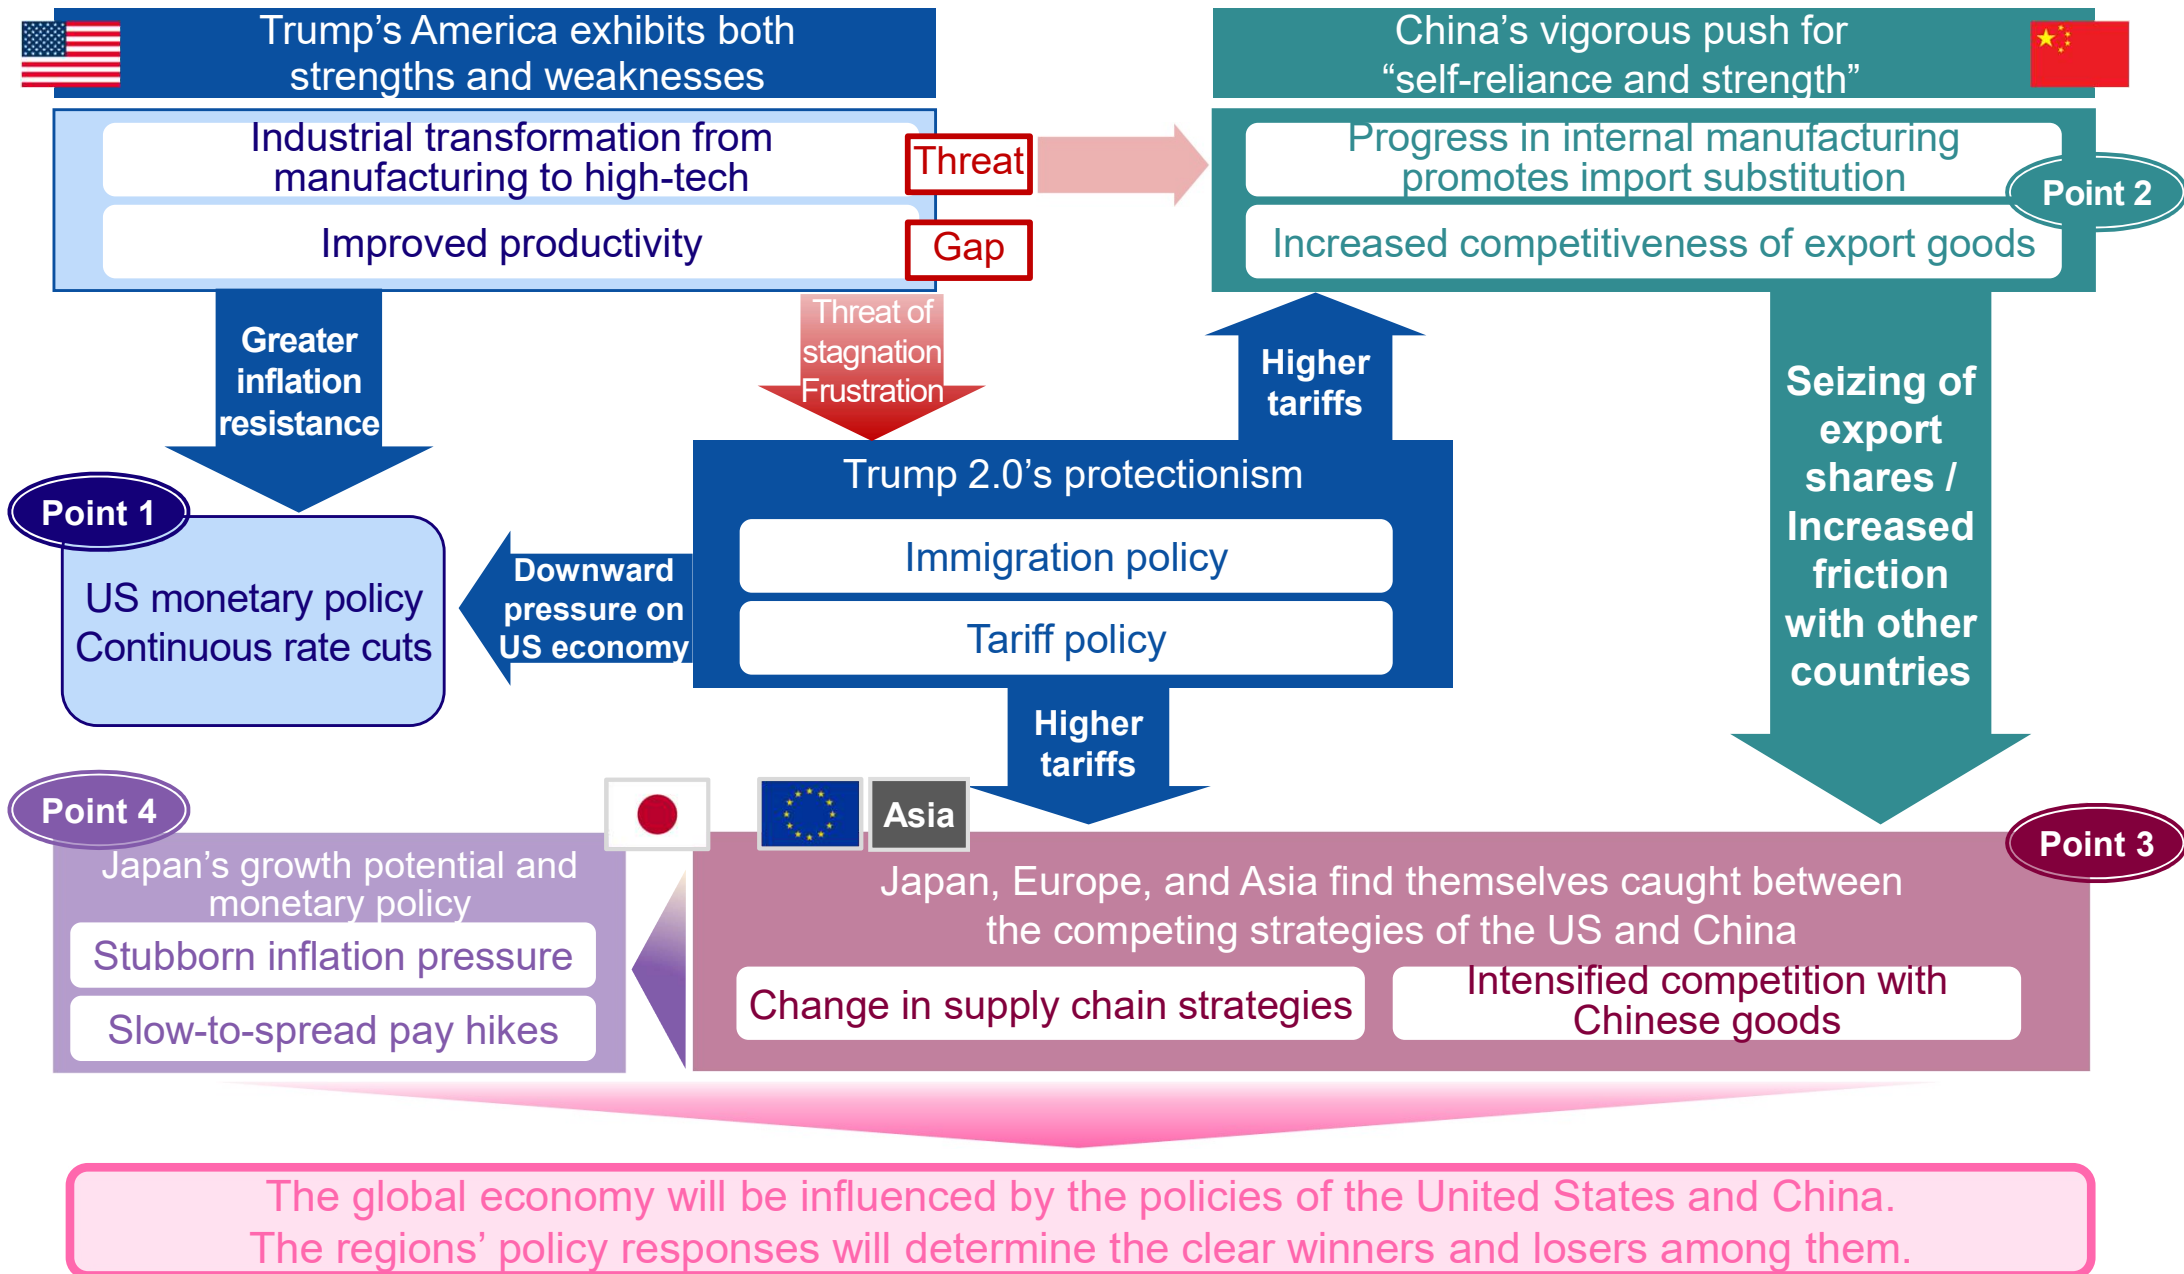 Trump’s America exhibits both
strengths and weaknesses
Industrial transformation from
manufacturing to high-tech
Improved productivity
Threat
Gap
China’s vigorous push for
“self-reliance and strength”
Progress in internal manufacturing
promotes import substitution
Increased competitiveness of export goods
Point 2
Greater
inflation
resistance
Threat of
stagnation
Frustration
Higher
tariffs
Seizing of
export
shares /
Increased
friction
with other
countries
Point 1
US monetary policy
Continuous rate cuts
Downward
pressure on
US economy
Trump 2.0’s protectionism
Immigration policy
Tariff policy
Higher
tariffs
Point 4
Japan’s growth potential and
monetary policy
Stubborn inflation pressure
Slow-to-spread pay hikes
Asia
Point 3
Japan, Europe, and Asia find themselves caught between
the competing strategies of the US and China
Change in supply chain strategies
Intensified competition with
Chinese goods
The global economy will be influenced by the policies of the United States and China.
The regions’ policy responses will determine the clear winners and losers among them.